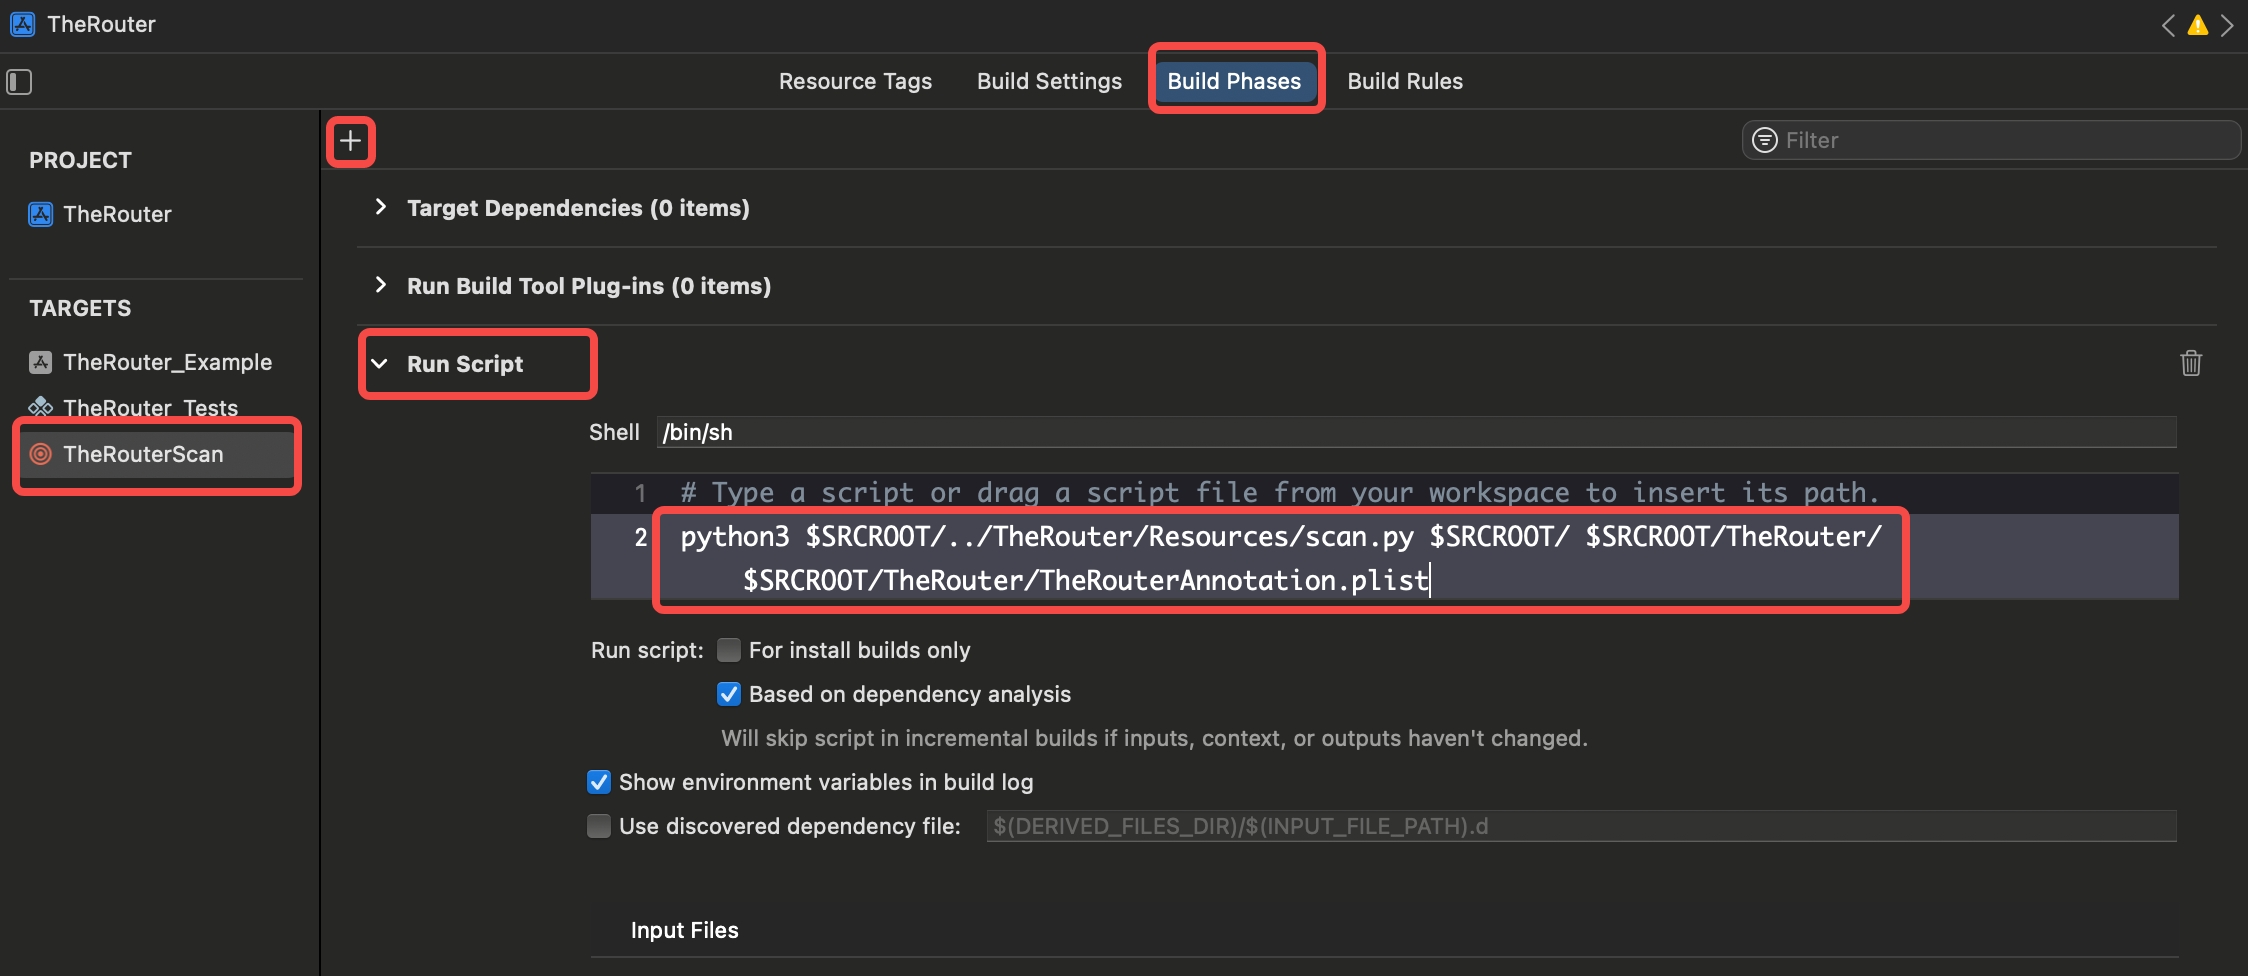 TheRouter
Resource Tags
Build Settings
Build Phases
Build Rules
Filter
PROJECT
TheRouter
TARGETS
TheRouter_Example
TheRouter_Tests
TheRouterScan
Target Dependencies (0 items)
Run Build Tool Plug-ins (0 items)
Run Script
Shell /bin/sh
1 # Type a script or drag a script file from your workspace to insert its path.
2 python3 $SRCROOT/../TheRouter/Resources/scan.py $SRCROOT/ $SRCROOT/TheRouter/
$SRCROOT/TheRouter/TheRouterAnnotation.plist
Run script: For install builds only
Based on dependency analysis
Will skip script in incremental builds if inputs, context, or outputs haven't changed.
Show environment variables in build log
Use discovered dependency file: $(DERIVED_FILES_DIR)/$(INPUT_FILE_PATH).d
Input Files